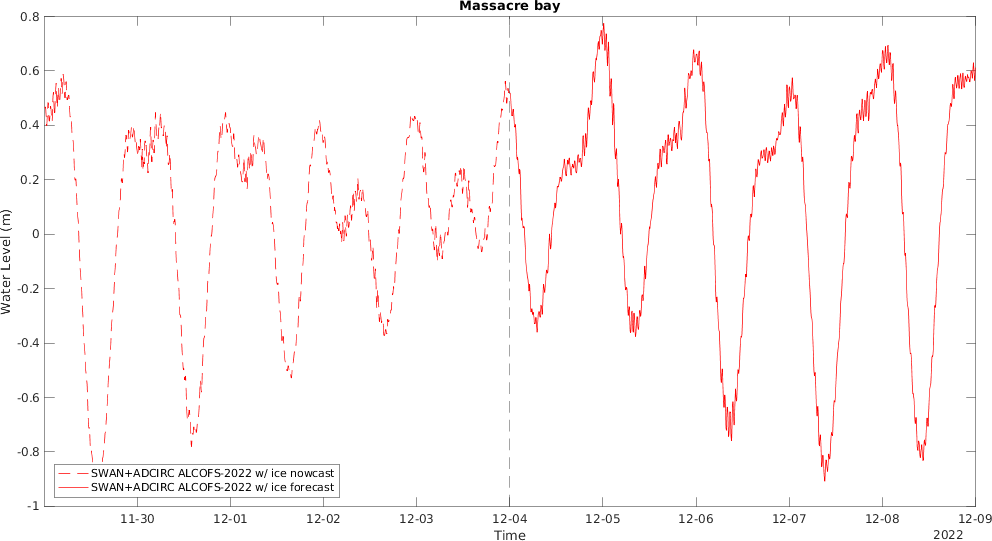 Massacre bay
0.8
0.6
0.4
0.2
0
-0.2
-0.4
-0.6
-0.8
-1
Water Level (m)
SWAN+ADCIRC ALCOFS-2022 w/ ice nowcast
SWAN+ADCIRC ALCOFS-2022 w/ ice forecast
11-30 12-01 12-02 12-03 12-04 12-05 12-06 12-07 12-08 12-09
Time
2022